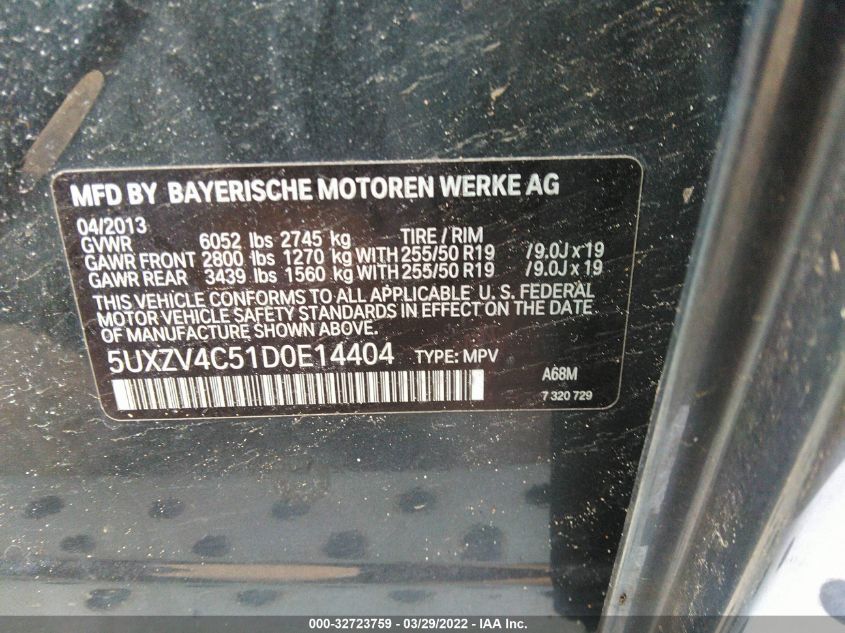 MFD BY BAYERISCHE MOTOREN WERKE AG
04/2013
GVWR 6052 lbs 2745 kg TIRE / RIM
GAWR FRONT 2800 lbs 1270 kg WITH 255/50 R19 /9.0J x 19
GAWR REAR 3439 lbs 1560 kg WITH 255/50 R19 /9.0J x 19
THIS VEHICLE CONFORMS TO ALL APPLICABLE U. S. FEDERAL
MOTOR VEHICLE SAFETY STANDARDS IN EFFECT ON THE DATE
OF MANUFACTURE SHOWN ABOVE
5UXZV4C51D0E14404 TYPE: MPV
A68M
7 320 729
000-32723759 - 03/29/2022 - IAA Inc.